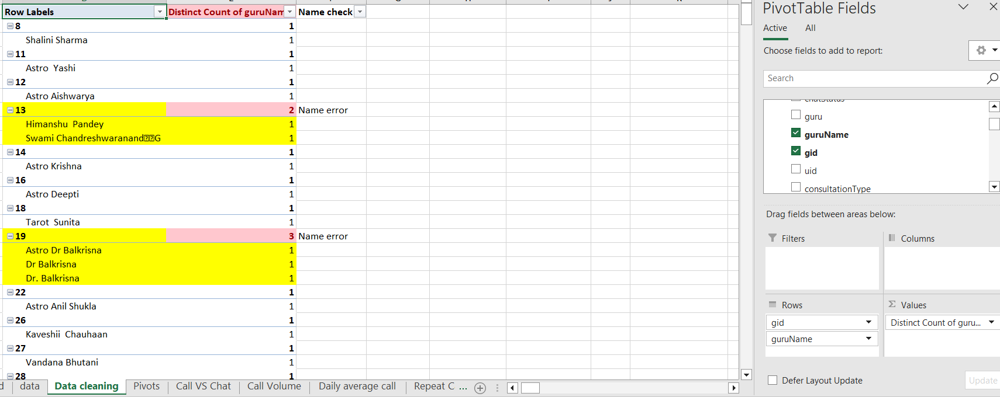 Row Labels Distinct Count of guruNam Name check
8 1
Shalini Sharma 1
11 1
Astro  Yashi 1
12 1
Astro Aishwarya 1
13 2 Name error
Himanshu  Pandey 1
Swami Chandreshwaranand⍰⍰G 1
14 1
Astro Krishna 1
16 1
Astro Deepti 1
18 1
Tarot  Sunita 1
19 3 Name error
Astro Dr Balkrisna 1
Dr Balkrisna 1
Dr. Balkrisna 1
22 1
Astro Anil Shukla 1
26 1
Kaveshii  Chauhaan 1
27 1
Vandana Bhutani 1
28 1
d data Data cleaning Pivots Call VS Chat Call Volume Daily average call Repeat C ...
PivotTable Fields
Active All
Choose fields to add to report:
Search
chatStatus
guru
guruName
gid
uid
consultationType
Drag fields between areas below:
Filters Columns
Rows Σ Values
gid Distinct Count of guru...
guruName
Defer Layout Update Update